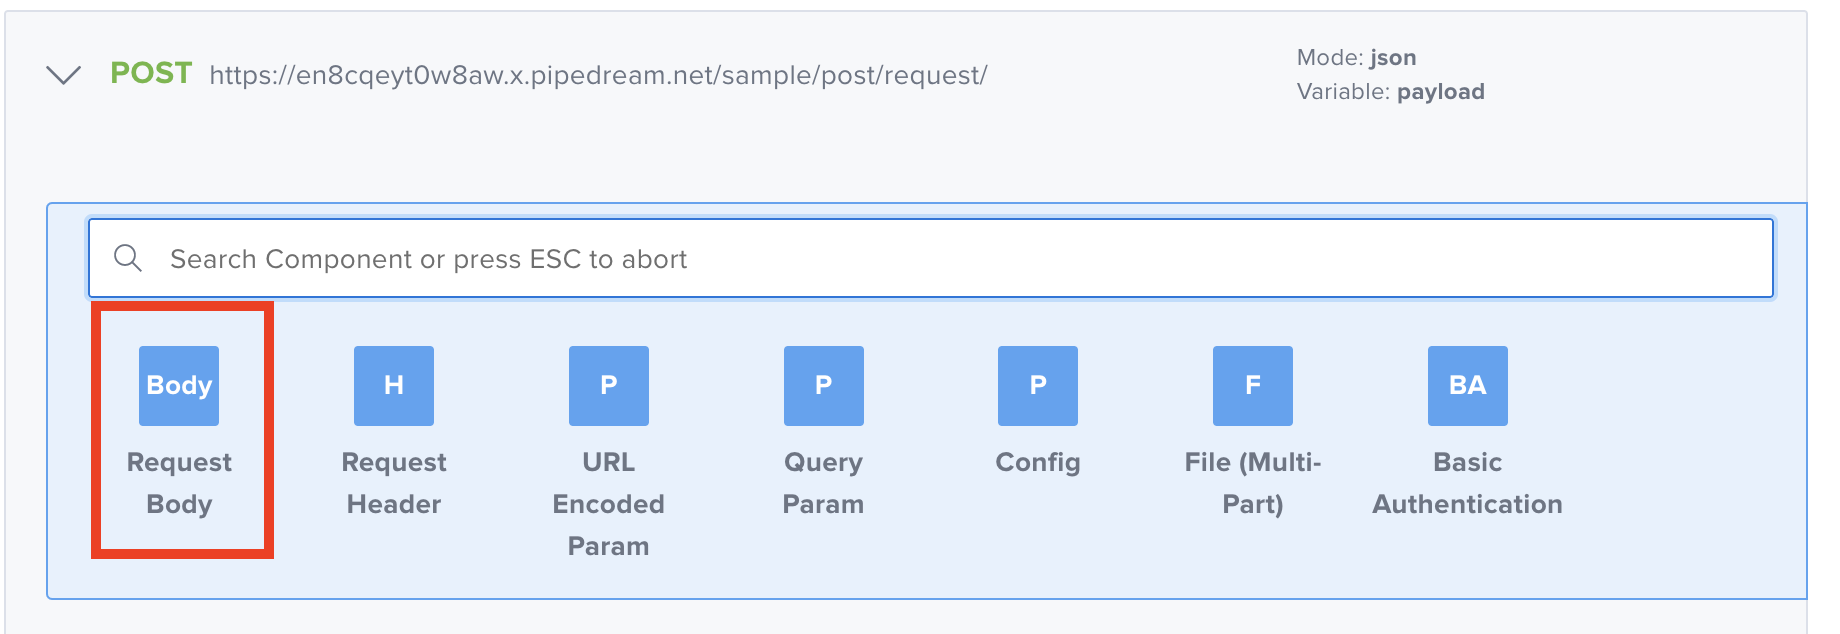 POST https://en8cqeyt0w8aw.x.pipedream.net/sample/post/request/
Mode: json
Variable: payload
Search Component or press ESC to abort
Body
Request
Body
H
Request
Header
P
URL
Encoded
Param
P
Query
Param
P
Config
F
File (Multi-
Part)
BA
Basic
Authentication